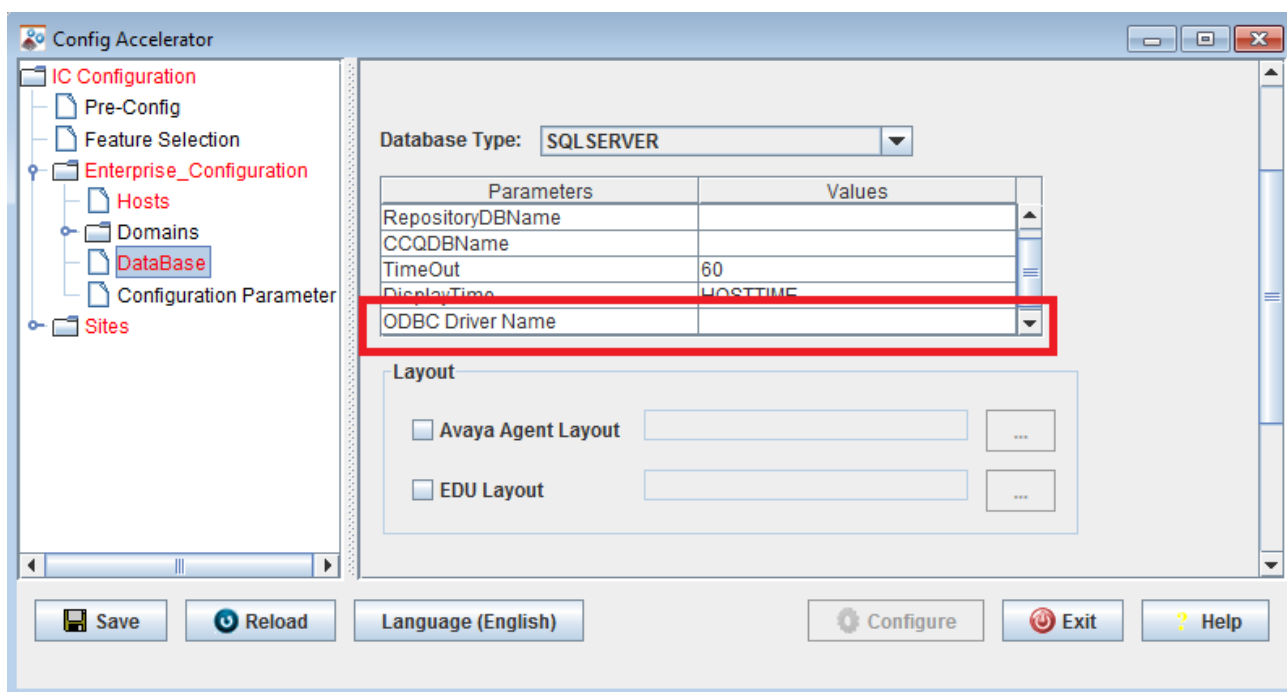 Config Accelerator
IC Configuration
Pre-Config
Feature Selection
Enterprise_Configuration
Hosts
Domains
DataBase
Configuration Parameter
Sites
Database Type: SQLSERVER
Parameters Values
RepositoryDBName
CCQDBName
TimeOut 60
DisplayTime HOSTTIME
ODBC Driver Name
Layout
Avaya Agent Layout ...
EDU Layout ...
Save Reload Language (English) Configure Exit ? Help